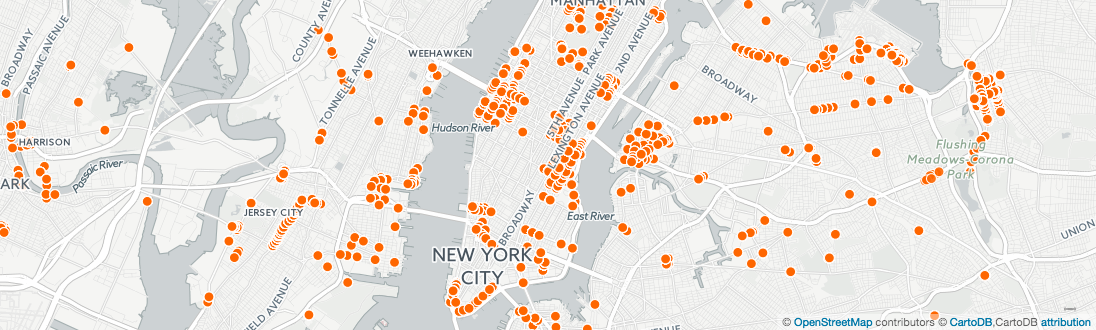 MANHATTAN
BROADWAY
PASSAIC AVENUE
COUNTY AVENUE
TONNELLE AVENUE
WEEHAWKEN
PARK AVENUE
2ND AVENUE
5TH AVENUE
LEXINGTON AVENUE
BROADWAY
Hudson River
HARRISON
Passaic River
ARK
Flushing
Meadows Corona
Park
JERSEY CITY
BROADWAY
East River
UNION
NEW YORK
CITY
FIELD AVENUE
AVENUE
© OpenStreetMap contributors © CartoDB,CartoDB attribution